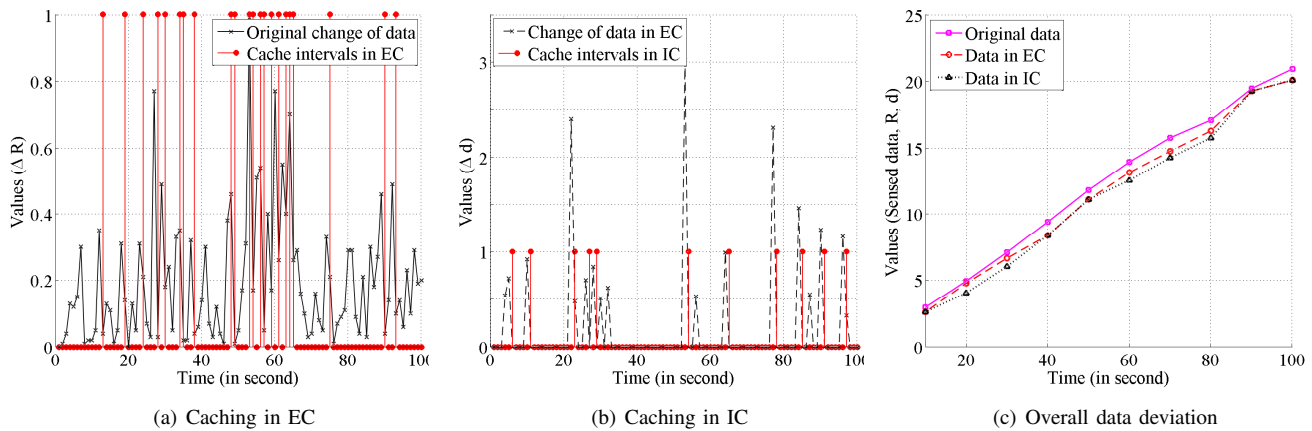 1
0.8
0.6
0.4
0.2
0
0 20 40 60 80 100
Values (Δ R)
Time (in second)
Original change of data
Cache intervals in EC
(a) Caching in EC
3
2
1
0
0 20 40 60 80 100
Values (Δ d)
Time (in second)
Change of data in EC
Cache intervals in IC
(b) Caching in IC
25
20
15
10
5
0
20 40 60 80 100
Values (Sensed data, R, d)
Time (in second)
Original data
Data in EC
Data in IC
(c) Overall data deviation